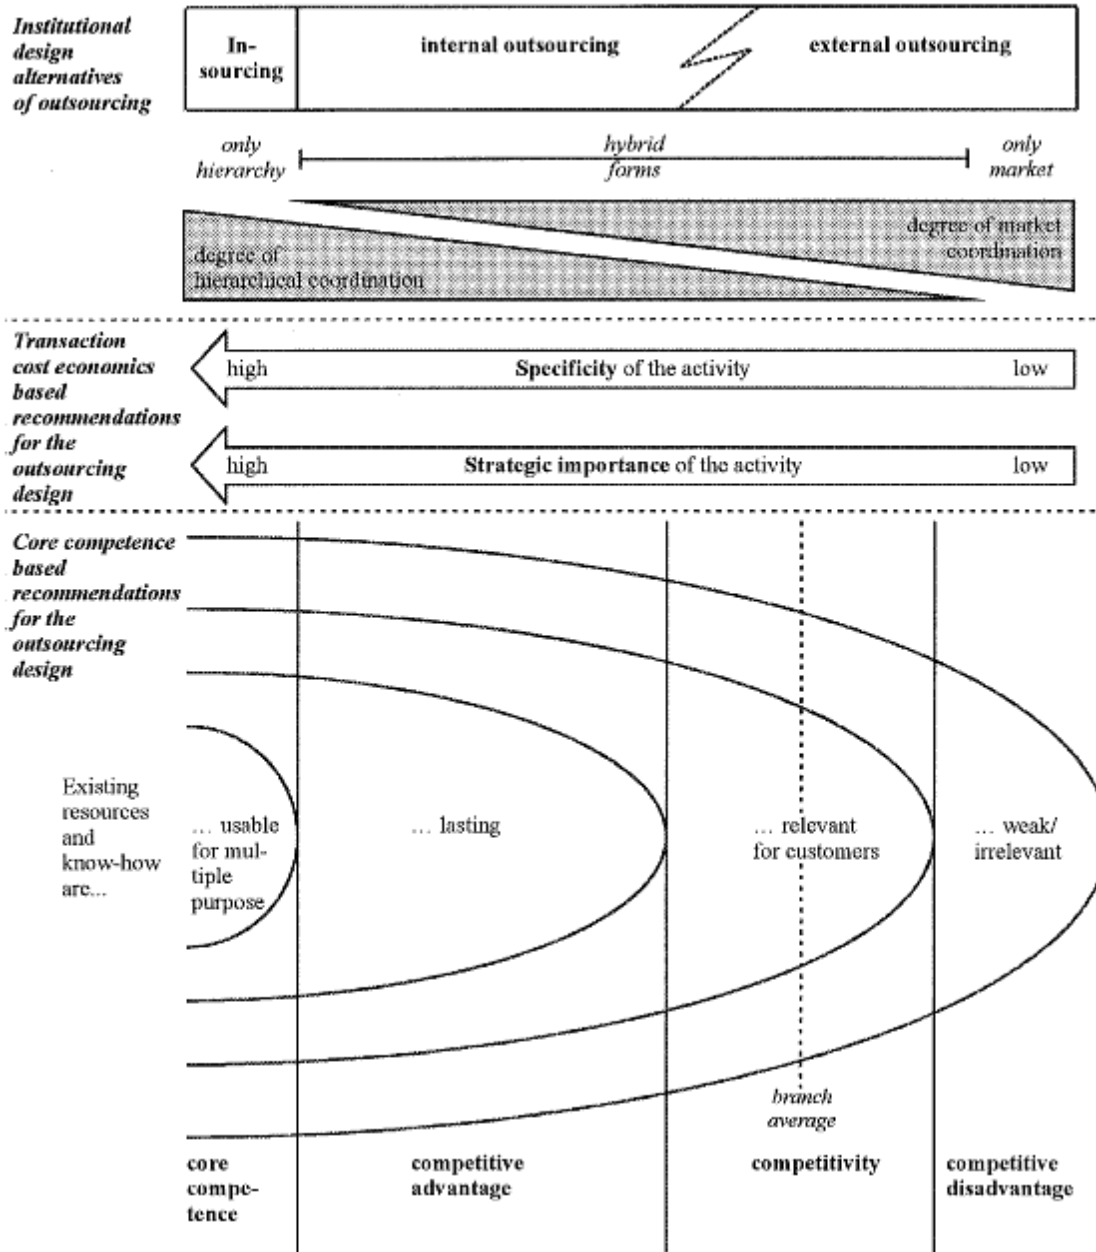 Institutional
design
alternatives
of outsourcing
In-
sourcing
internal outsourcing
external outsourcing
only
hierarchy
hybrid
forms
only
market
degree of market
coordination
degree of
hierarchical coordination
Transaction
cost economics
based
recommendations
for the
outsourcing
design
high
Specificity of the activity
low
high
Strategic importance of the activity
low
Core competence
based
recommendations
for the
outsourcing
design
Existing
resources
and
know-how
are...
... usable
for mul-
tiple
purpose
... lasting
... relevant
for customers
... weak/
irrelevant
branch
average
core
compe-
tence
competitive
advantage
competitivity
competitive
disadvantage